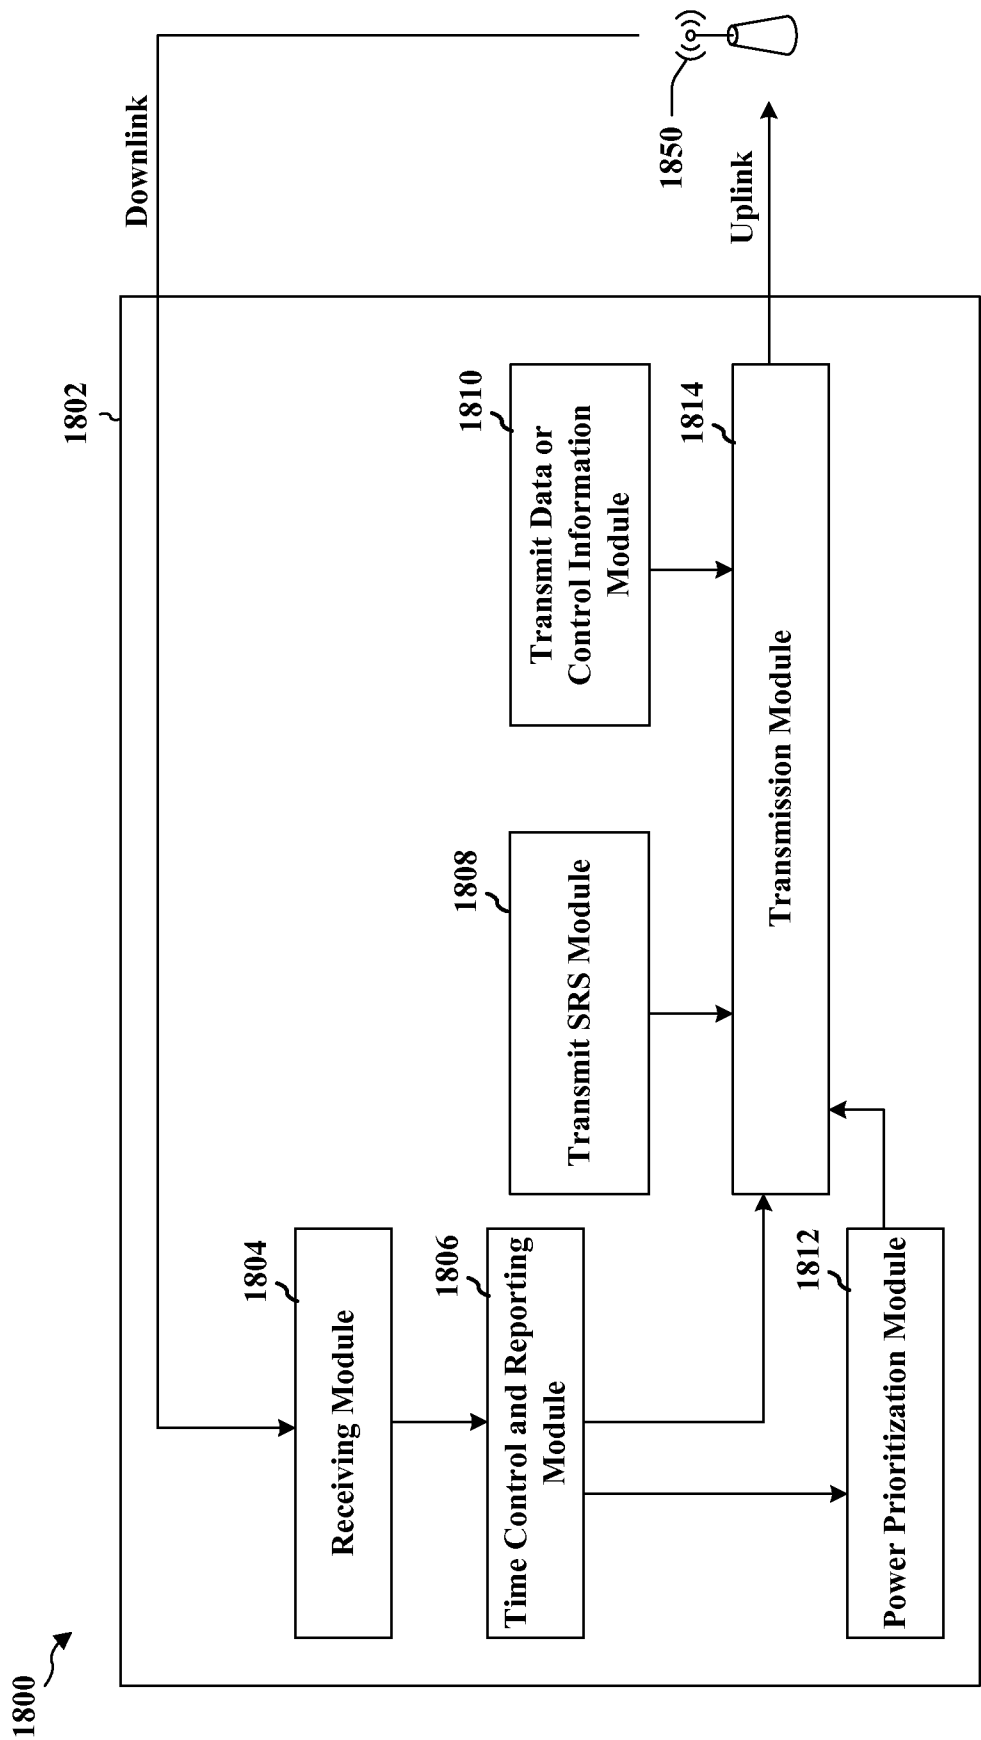 1800
1802
Downlink
1850
Uplink
1804
Receiving Module
1806
Time Control and Reporting
Module
1808
Transmit SRS Module
1810
Transmit Data or
Control Information
Module
1814
Transmission Module
1812
Power Prioritization Module